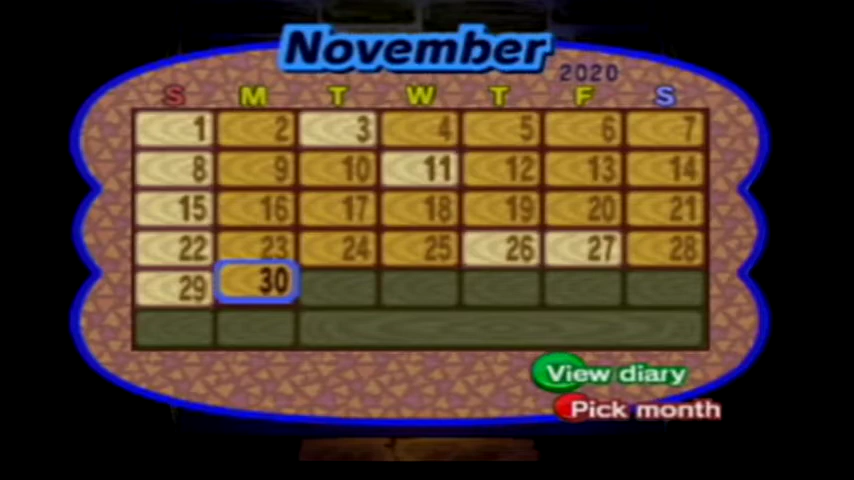 November
2020
S M T W T F S
1 2 3 4 5 6 7
8 9 10 11 12 13 14
15 16 17 18 19 20 21
22 23 24 25 26 27 28
29 30
View diary
Pick month